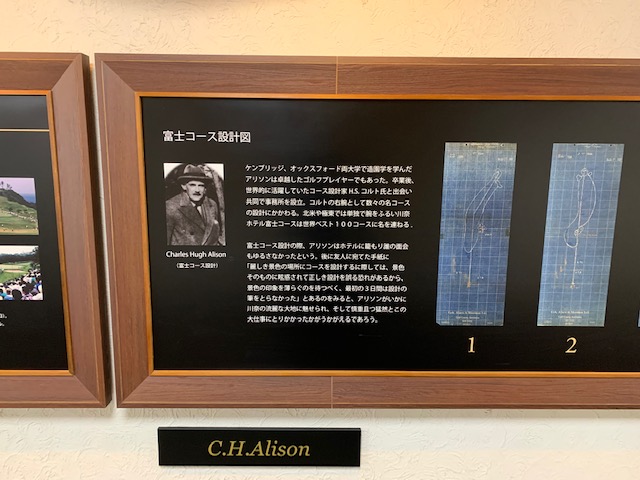 富士コース設計図
ケンブリッジ、オックスフォード両大学で造園学を学んだ
アリソンは卓越したゴルフプレイヤーでもあった。卒業後、
世界的に活躍していたコース設計家 H.S. コルト氏と出会い
共同で事務所を設立。コルトの右腕として数々の名コース
の設計にかかわる。北米や極東では単独で腕をふるい川奈
ホテル富士コースは世界ベスト100コースに名を連ねる.
Charles Hugh Alison
(富士コース設計)
富士コース設計の際、アリソンはホテルに籠もり誰の面会
もゆるさなかったという。後に友人に宛てた手紙に
「麗しき景色の場所にコースを設計するに際しては、景色
そのものに眩惑されて正しき設計を誤る恐れがあるから、
景色の印象を薄らぐのを待つべく、最初の3日間は設計の
筆をとらなかった」とあるのをみると、アリソンがいかに
川奈の流麗な大地に魅せられ、そして慎重且つ猛然とこの
大仕事にとりかかったかがうかがえるであろう。
1
2
C.H.Alison